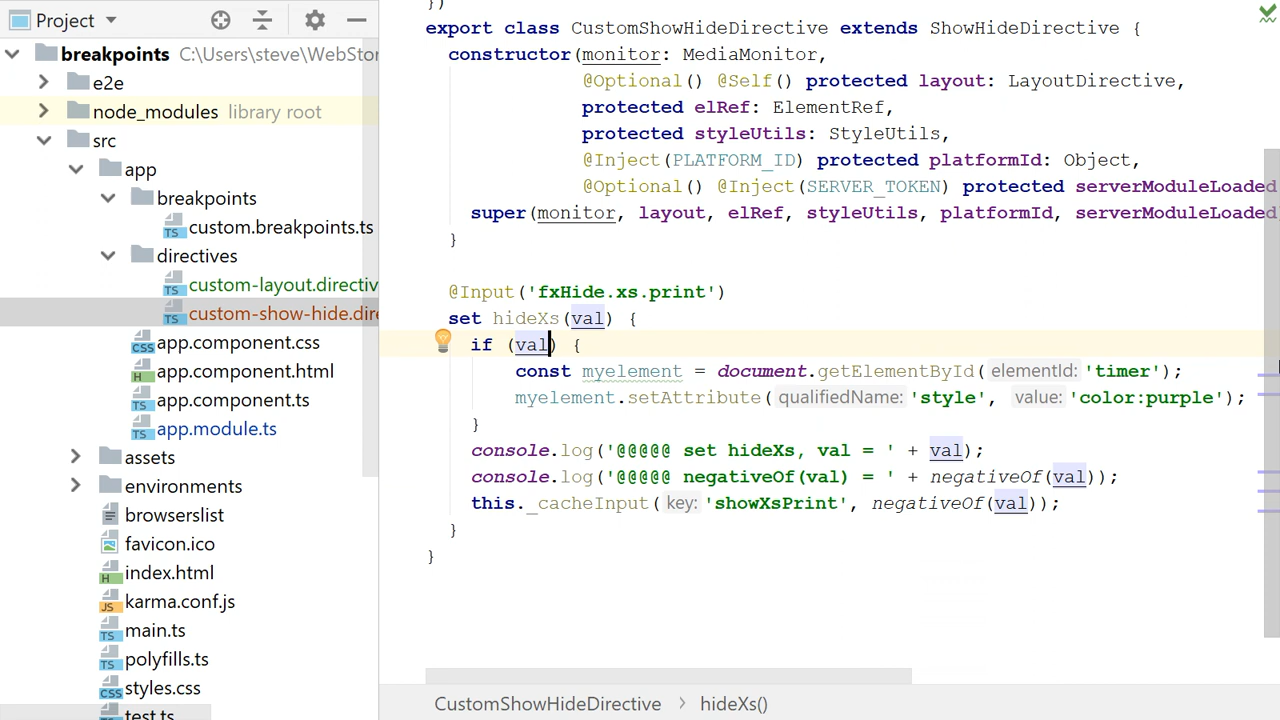 Project
breakpoints C:\Users\steve\WebStor
e2e
node_modules library root
src
app
breakpoints
custom.breakpoints.ts
directives
custom-layout.directiv
custom-show-hide.dire
app.component.css
app.component.html
app.component.ts
app.module.ts
assets
environments
browserslist
favicon.ico
index.html
karma.conf.js
main.ts
polyfills.ts
styles.css
test.ts
})
export class CustomShowHideDirective extends ShowHideDirective {
constructor(monitor: MediaMonitor,
@Optional() @Self() protected layout: LayoutDirective,
protected elRef: ElementRef,
protected styleUtils: StyleUtils,
@Inject(PLATFORM_ID) protected platformId: Object,
@Optional() @Inject(SERVER_TOKEN) protected serverModuleLoaded
super(monitor, layout, elRef, styleUtils, platformId, serverModuleLoaded
}
@Input('fxHide.xs.print')
set hideXs(val) {
if (val) {
const myelement = document.getElementById( elementId: 'timer');
myelement.setAttribute( qualifiedName: 'style', value: 'color:purple');
}
console.log('@@@@@ set hideXs, val = ' + val);
console.log('@@@@@ negativeOf(val) = ' + negativeOf(val));
this._cacheInput( key: 'showXsPrint', negativeOf(val));
}
}
CustomShowHideDirective › hideXs()